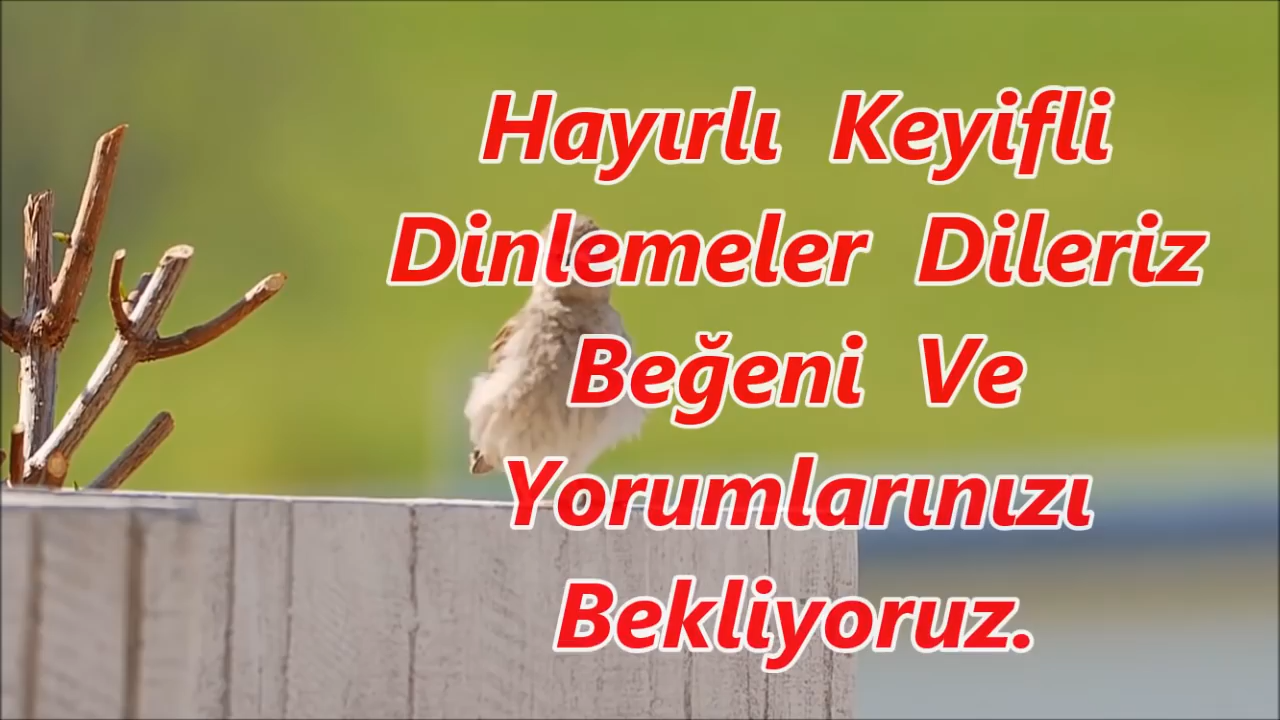 Hayırlı Keyifli
Dinlemeler Dileriz
Beğeni Ve
Yorumlarınızı
Bekliyoruz.